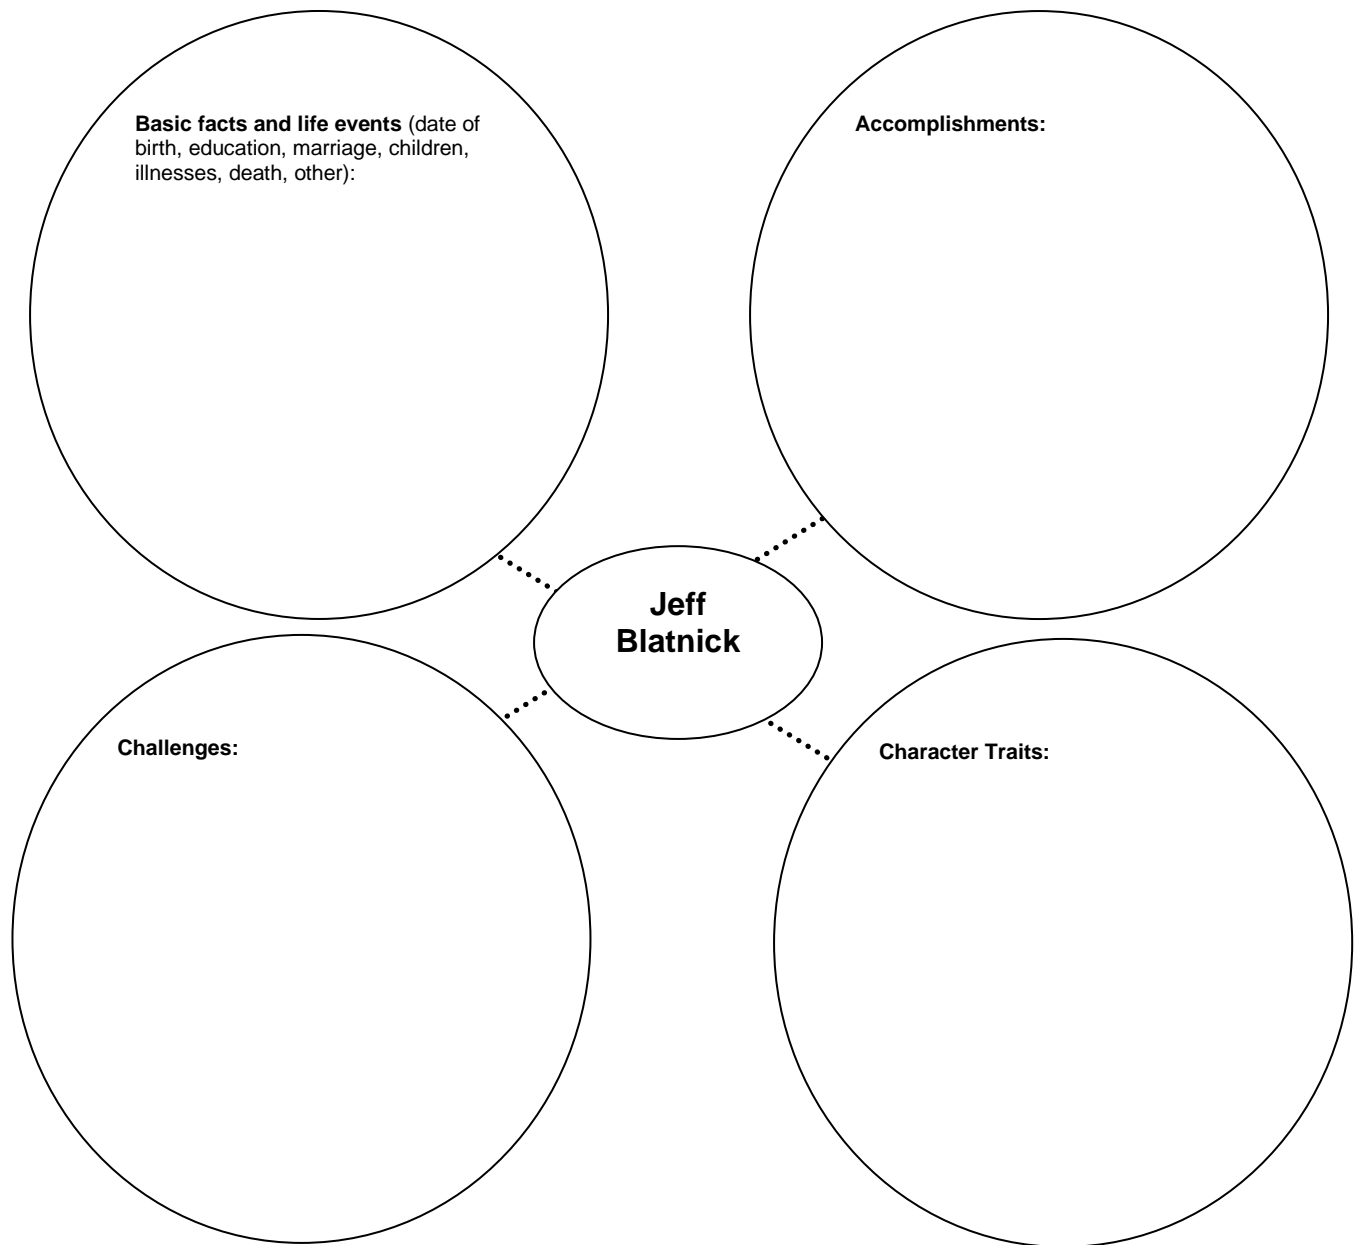 Basic facts and life events (date of
birth, education, marriage, children,
illnesses, death, other):
Accomplishments:
Jeff
Blatnick
Challenges:
Character Traits: